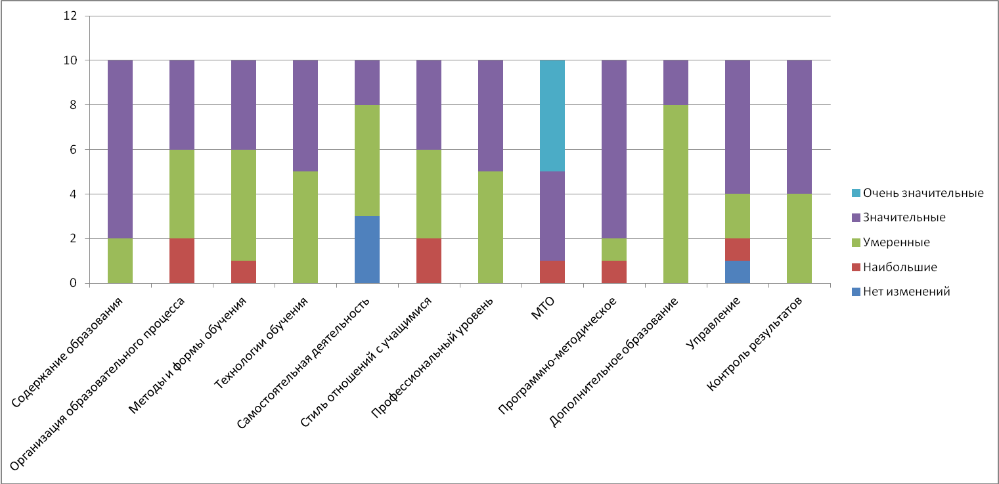 12
10
8
6
4
2
0
Содержание образования
Организация образовательного процесса
Методы и формы обучения
Технологии обучения
Самостоятельная деятельность
Стиль отношений с учащимися
Профессиональный уровень
МТО
Программно-методическое
Дополнительное образование
Управление
Контроль результатов
Очень значительные
Значительные
Умеренные
Наибольшие
Нет изменений